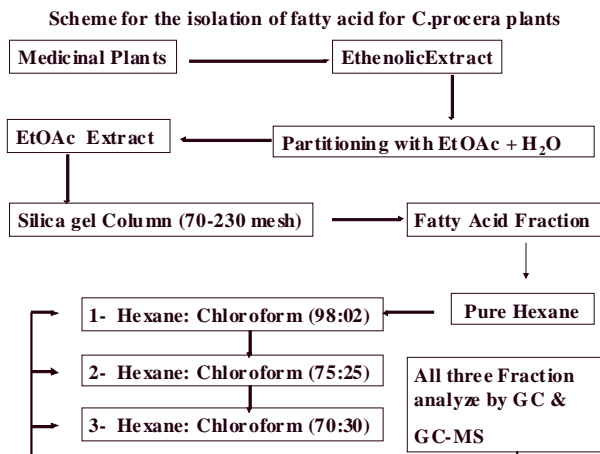 Scheme for the isolation of fatty acid for C.procera plants
Medicinal Plants
EthenolicExtract
EtOAc Extract
Partitioning with EtOAc + H₂O
Silica gel Column (70-230 mesh)
Fatty Acid Fraction
Pure Hexane
1- Hexane: Chloroform (98:02)
2- Hexane: Chloroform (75:25)
3- Hexane: Chloroform (70:30)
All three Fraction
analyze by GC &
GC-MS